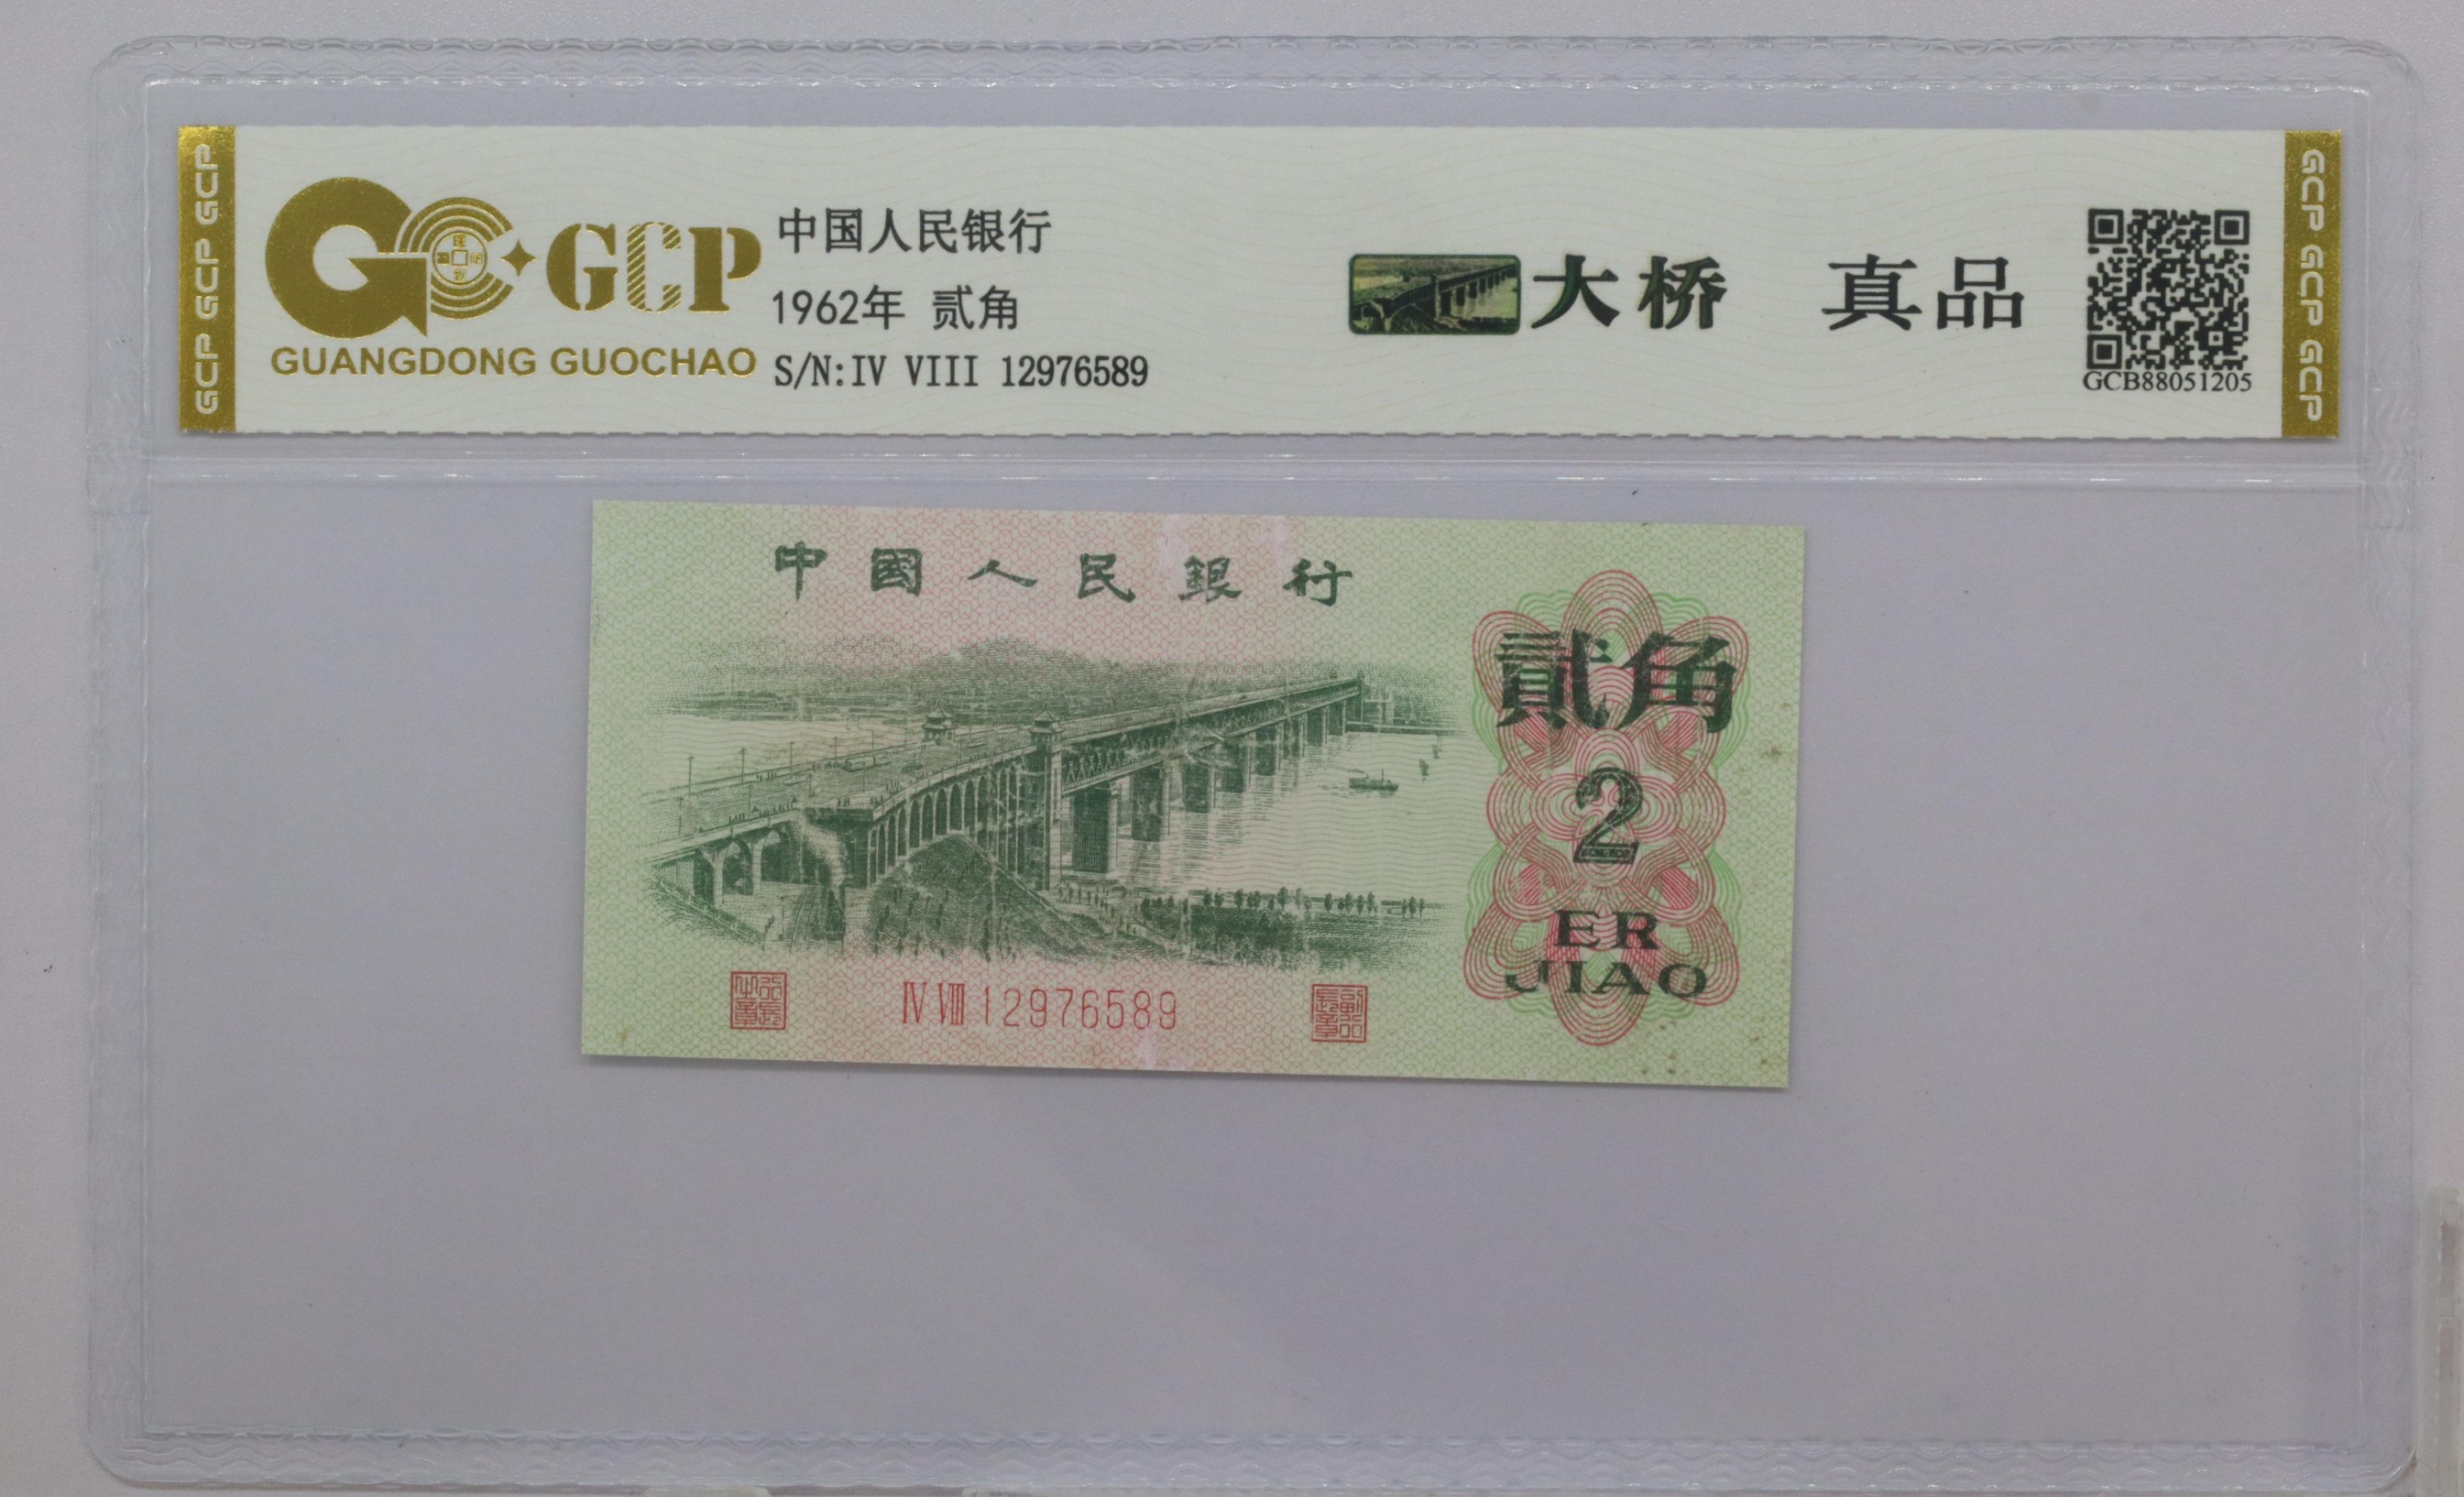 GCP GCP GCP
GCP
GUANGDONG GUOCHAO
中国人民银行
1962年 贰角
S/N:IV VIII 12976589
大桥 真品
GCB88051205
GCP GCP GCP
中國人民銀行
貳角
2
ER
JIAO
Ⅳ Ⅷ 12976589